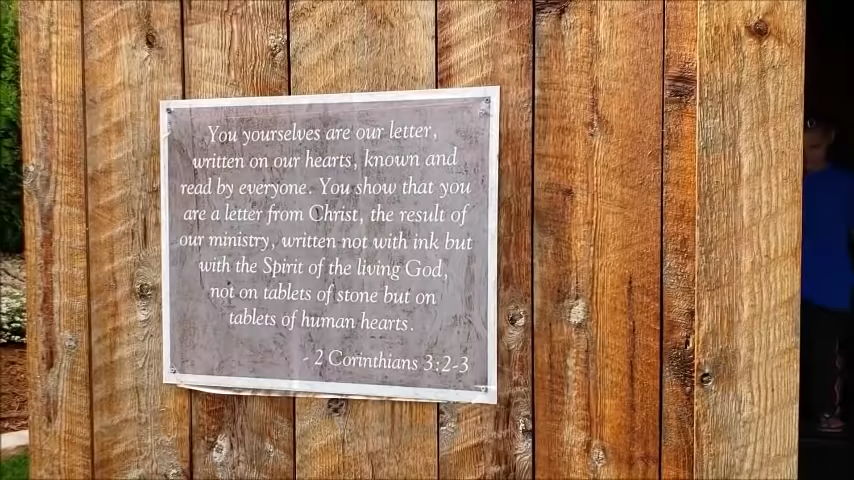 You yourselves are our letter,
written on our hearts, known and
read by everyone. You show that you
are a letter from Christ, the result of
our ministry, written not with ink but
with the Spirit of the living God,
not on tablets of stone but on
tablets of human hearts.
- 2 Corinthians 3:2-3